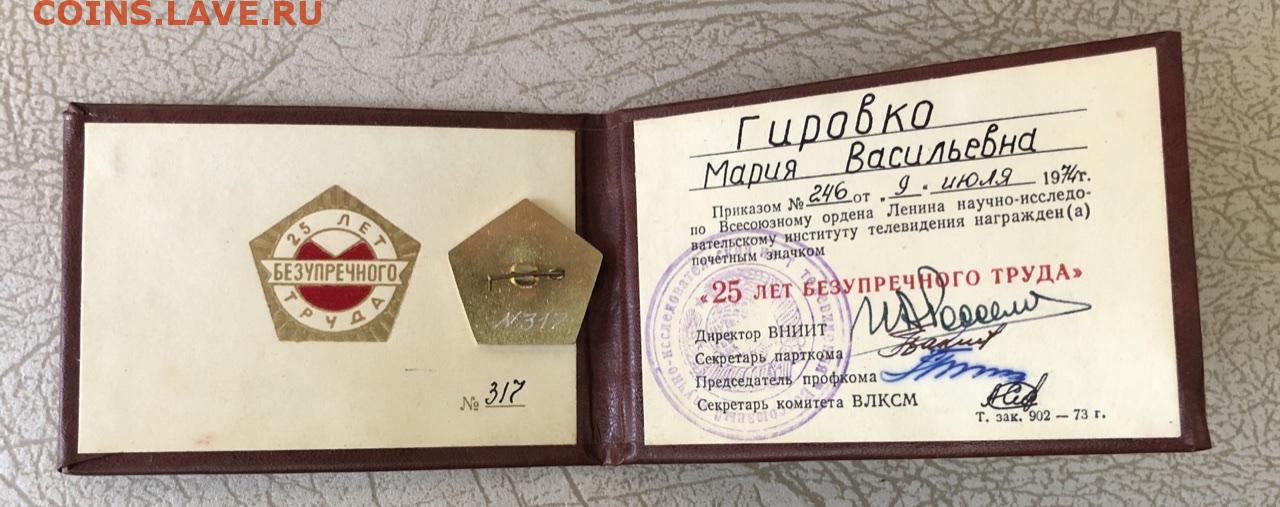 COINS.LAVE.RU
25 ЛЕТ
БЕЗУПРЕЧНОГО
ТРУДА
N317
№ 317
Гировко
Мария Васильевна
Приказом № 246 от „9“ июля 1974г.
по Всесоюзному ордена Ленина научно-исследо-
вательскому институту телевидения награжден(а)
почетным значком
«25 ЛЕТ БЕЗУПРЕЧНОГО ТРУДА»
Директор ВНИИТ
Секретарь парткома
Председатель профкома
Секретарь комитета ВЛКСМ
Т. зак. 902 — 73 г.